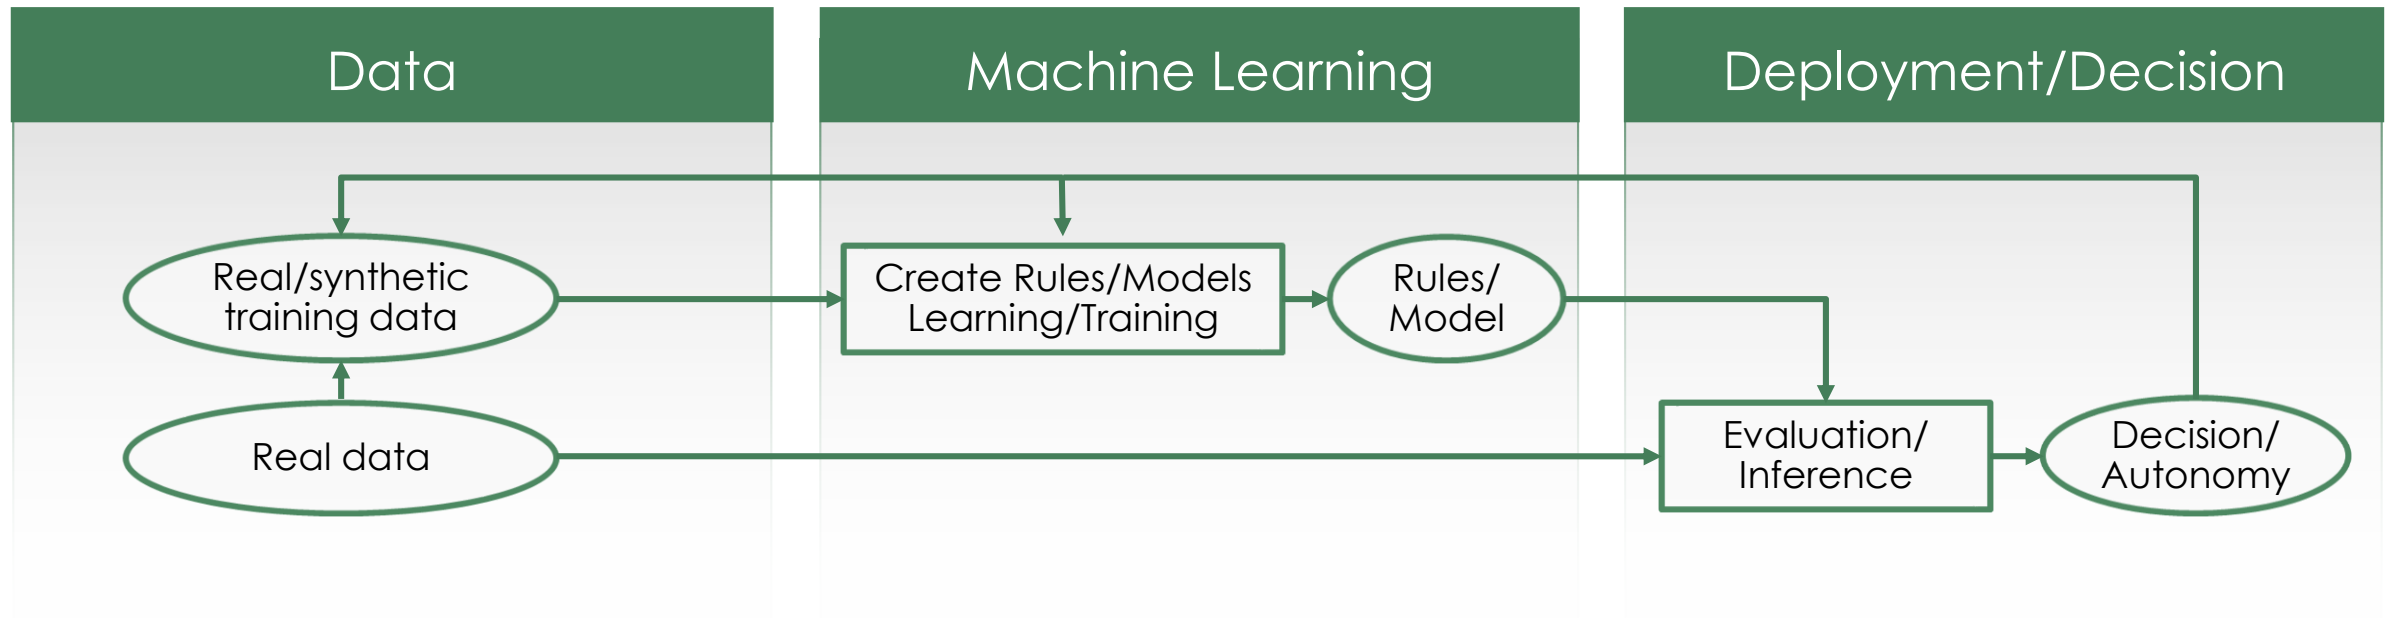 Data
Machine Learning
Deployment/Decision
Real/synthetic
training data
Create Rules/Models
Learning/Training
Rules/
Model
Real data
Evaluation/
Inference
Decision/
Autonomy